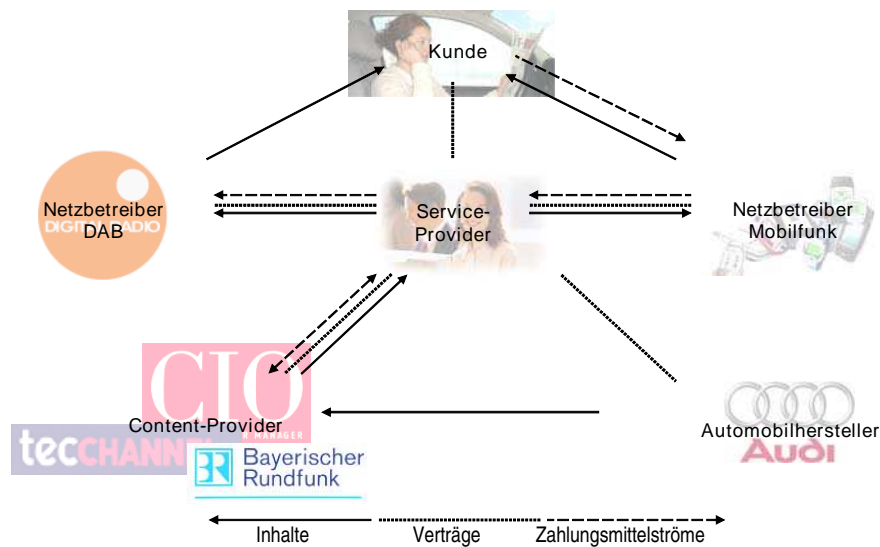 Kunde
Netzbetreiber
DAB
DIGITAL RADIO
Service-
Provider
Netzbetreiber
Mobilfunk
CIO
Content-Provider
MANAGER
tecCHANNEL
Bayerischer
Rundfunk
Automobilhersteller
Audi
Inhalte
Verträge
Zahlungsmittelströme